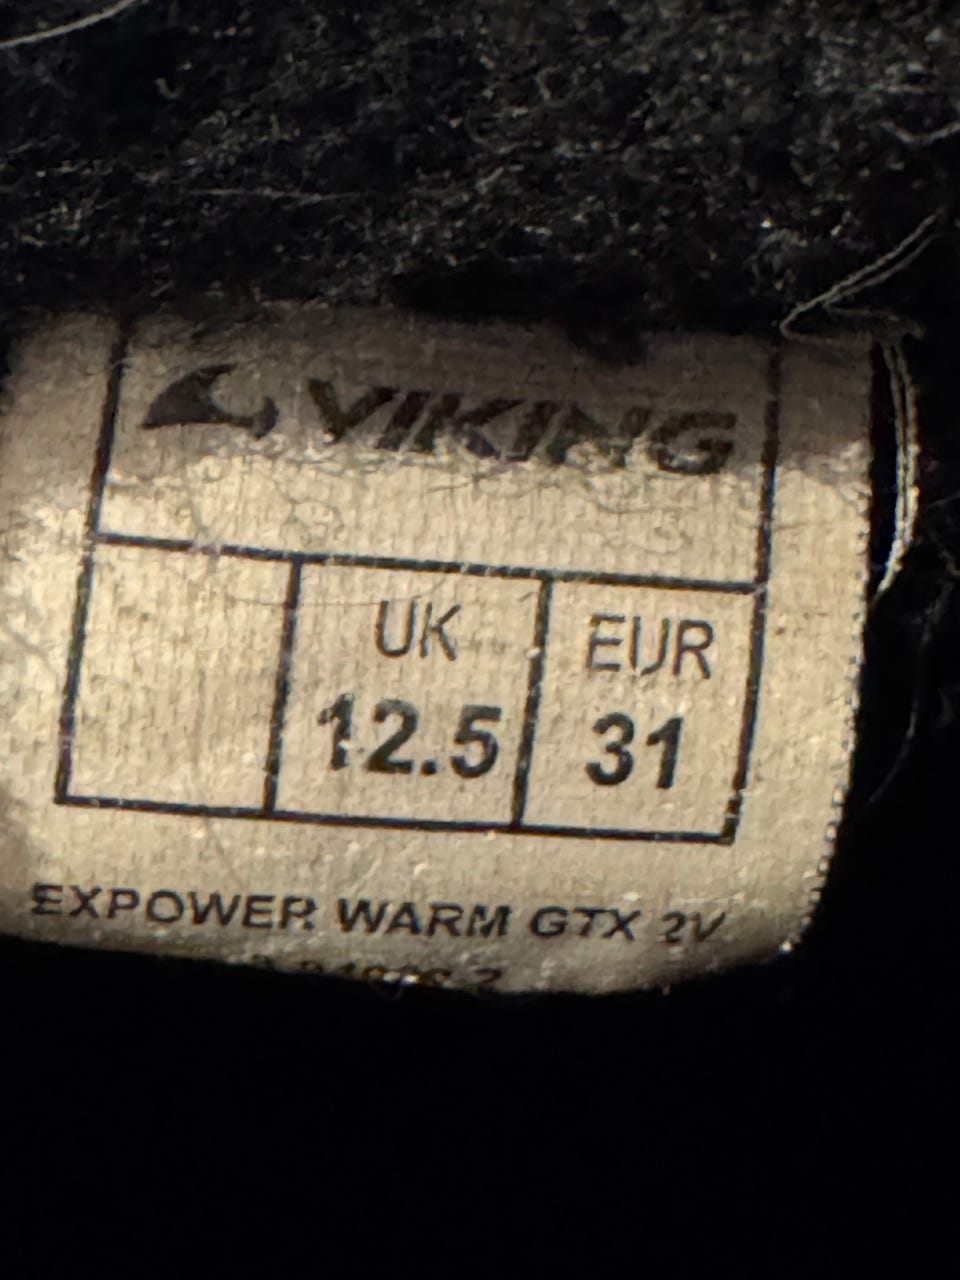 VIKING
UK EUR
12.5 31
EXPOWER WARM GTX 2V